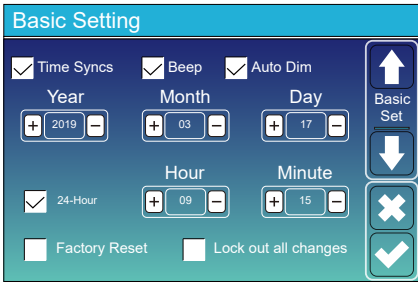 Basic Setting
Time Syncs Beep Auto Dim
Year Month Day
+ 2019 − + 03 − + 17 −
Basic
Set
Hour Minute
24-Hour + 09 − + 15 −
Factory Reset Lock out all changes